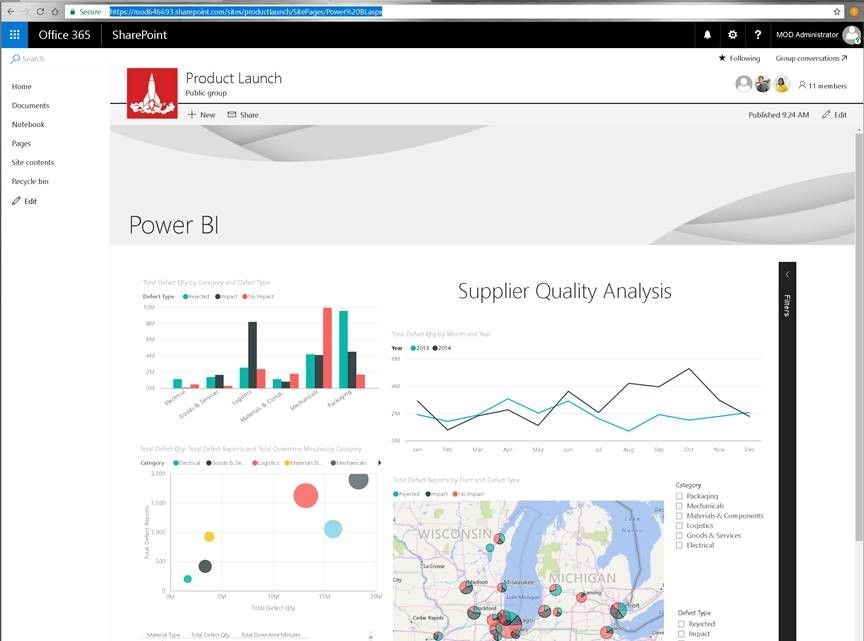 Secure https://mod646693.sharepoint.com/sites/productlaunch/SitePages/Power%20BI.aspx
Office 365 SharePoint
? MOD Administrator
Search
Home
Documents
Notebook
Pages
Site contents
Recycle bin
Edit
Following Group conversations
Product Launch
Public group
11 members
New Share
Published 9:24 AM Edit
Power BI
Total Defect Qty by Category and Defect Type
Defect Type Rejected Impact No Impact
10M
8M
6M
4M
2M
0M
Electrical
Goods & Services
Logistics
Materials & Comp...
Mechanicals
Packaging
Supplier Quality Analysis
Total Defect Qty by Month and Year
Year 2013 2014
6M
4M
2M
0M
Jan Feb Mar Apr May Jun Jul Aug Sep Oct Nov Dec
Filters
Total Defect Qty, Total Defect Reports and Total Downtime Minutes by Category
Category Electrical Goods & Se... Logistics Materials &... Mechanicals
2,000
1,500
1,000
500
0
Total Defect Reports
0M 5M 10M 15M 20M
Total Defect Qty
Material Type Total Defect Qty Total Downtime Minutes
Total Defect Reports by Plant and Defect Type
Rejected Impact No Impact
WISCONSIN
MICHIGAN
Lake
Huron
La Crosse
Madison
Milwaukee
Lake Michigan
Lansing
Detroit
Rockford
Cedar Rapids
Category
Packaging
Mechanicals
Materials & Components
Logistics
Goods & Services
Electrical
Defect Type
Rejected
Impact